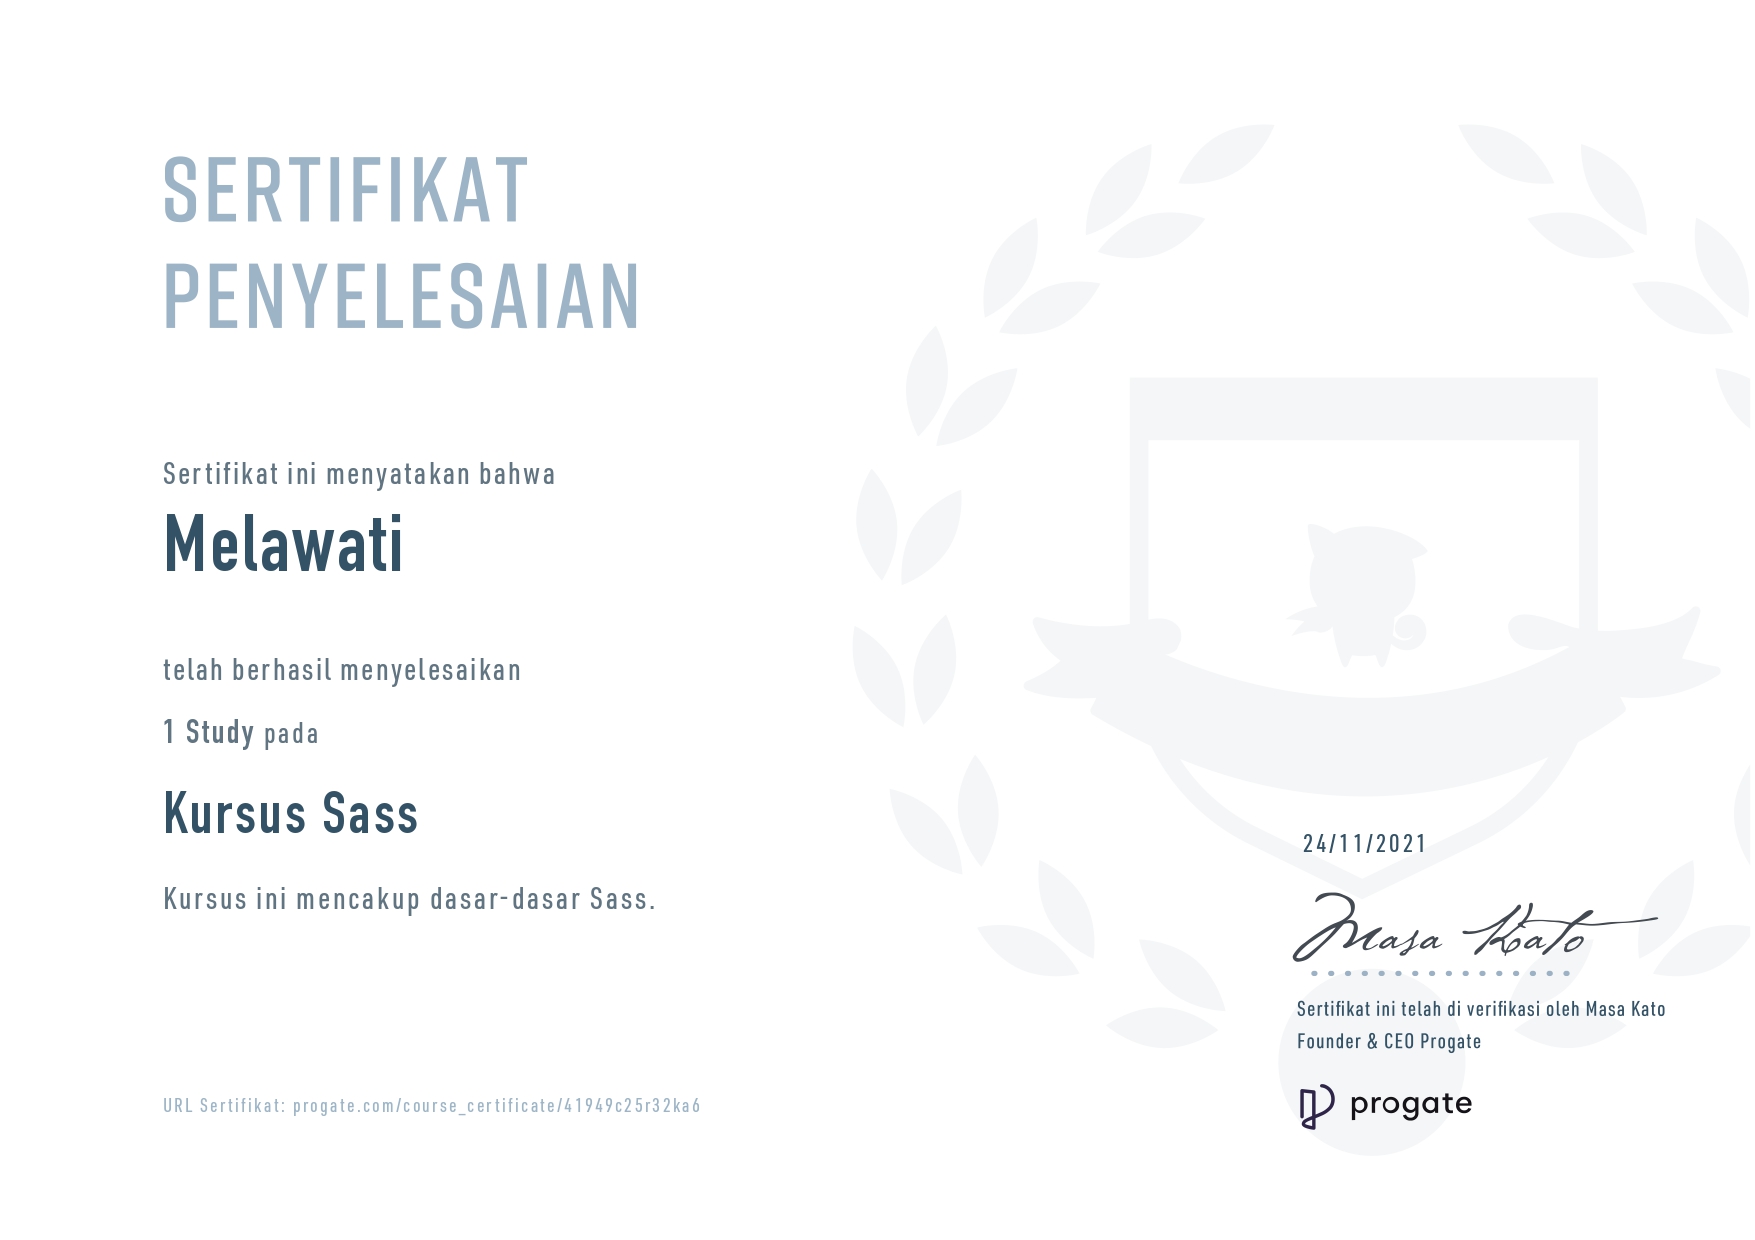 SERTIFIKAT
PENYELESAIAN
Sertifikat ini menyatakan bahwa
Melawati
telah berhasil menyelesaikan
1 Study pada
Kursus Sass
Kursus ini mencakup dasar-dasar Sass.
24/11/2021
Masa Kato
Sertifikat ini telah di verifikasi oleh Masa Kato
Founder & CEO Progate
progate
URL Sertifikat: progate.com/course_certificate/41949c25r32ka6